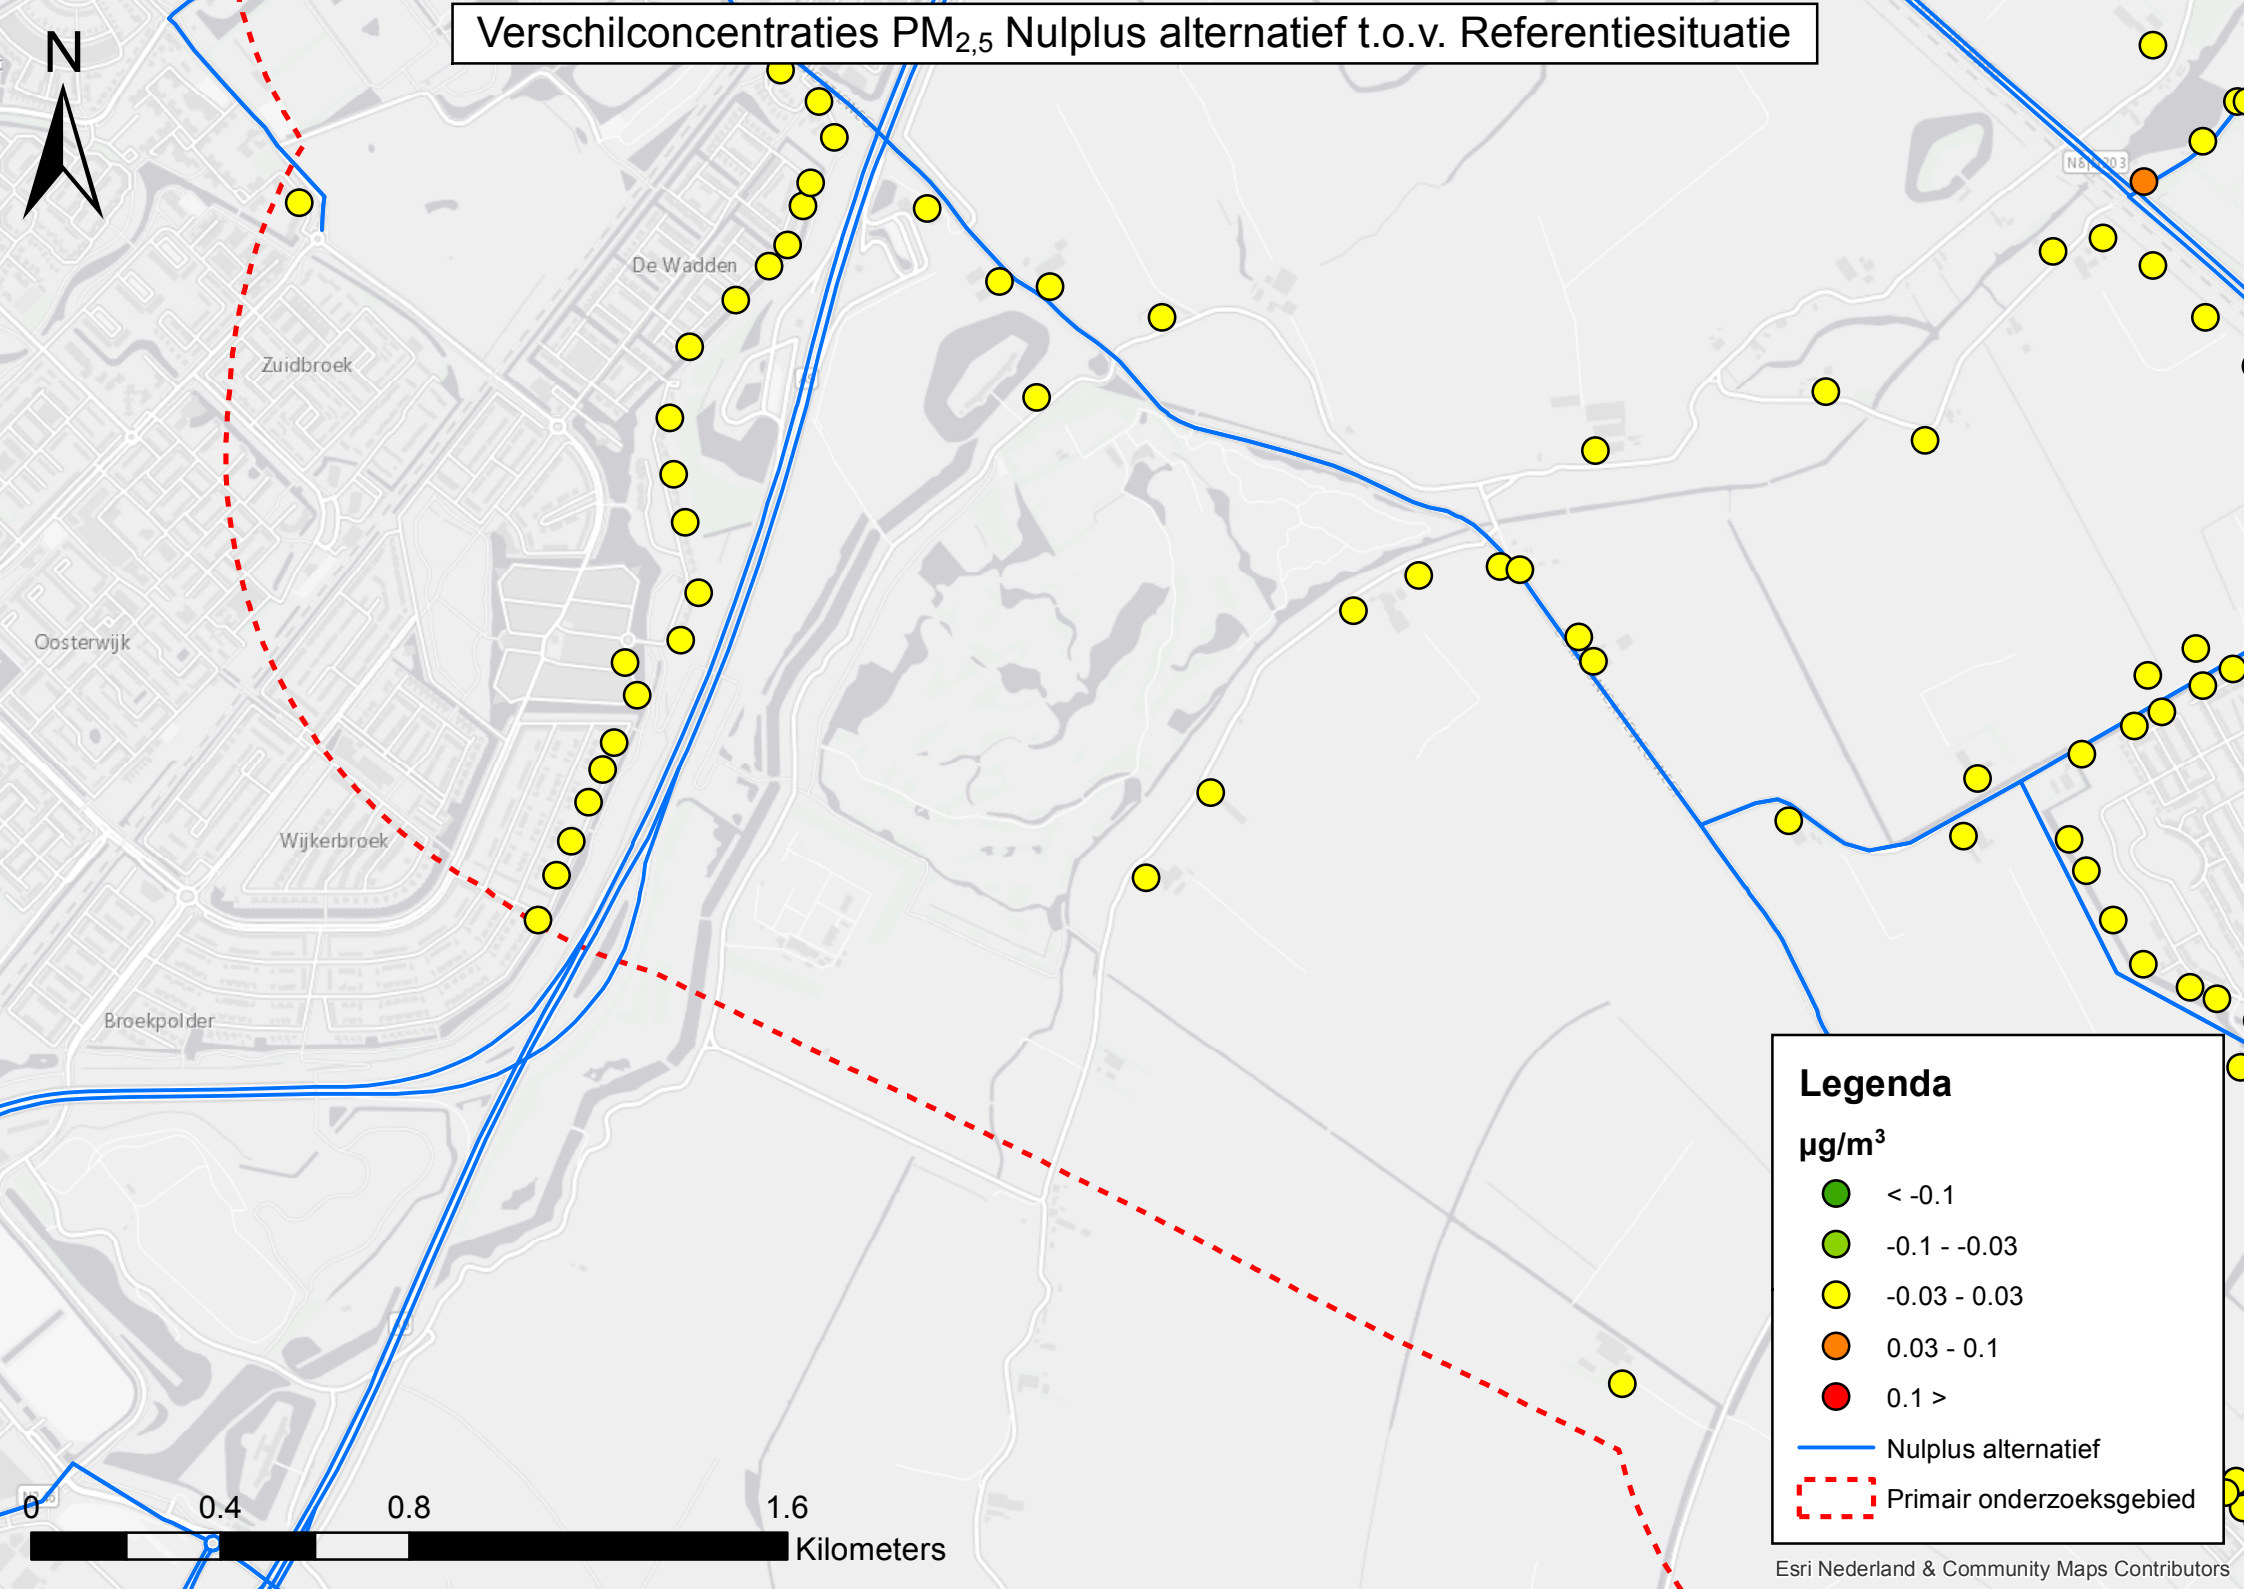 Verschilconcentraties PM2,5 Nulplus alternatief t.o.v. Referentiesituatie
N
De Wadden
Zuidbroek
Oosterwijk
Wijkerbroek
Broekpolder
Legenda
µg/m³
< -0.1
-0.1 - -0.03
-0.03 - 0.03
0.03 - 0.1
0.1 >
Nulplus alternatief
Primair onderzoeksgebied
0 0.4 0.8 1.6
Kilometers
Esri Nederland & Community Maps Contributors